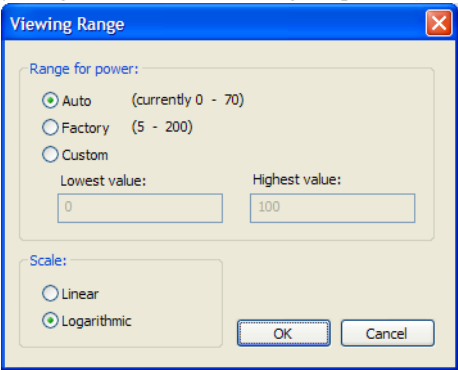 Viewing Range
Range for power:
Auto (currently 0 - 70)
Factory (5 - 200)
Custom
Lowest value: Highest value:
0 100
Scale:
Linear
Logarithmic
OK Cancel